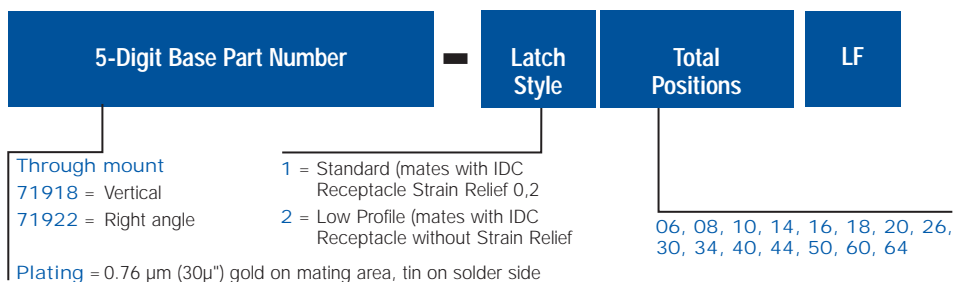 5-Digit Base Part Number - Latch Style Total Positions LF
Through mount
71918 = Vertical
71922 = Right angle
Plating = 0.76 µm (30µ") gold on mating area, tin on solder side
1 = Standard (mates with IDC
Receptacle Strain Relief 0,2
2 = Low Profile (mates with IDC
Receptacle without Strain Relief
06, 08, 10, 14, 16, 18, 20, 26,
30, 34, 40, 44, 50, 60, 64